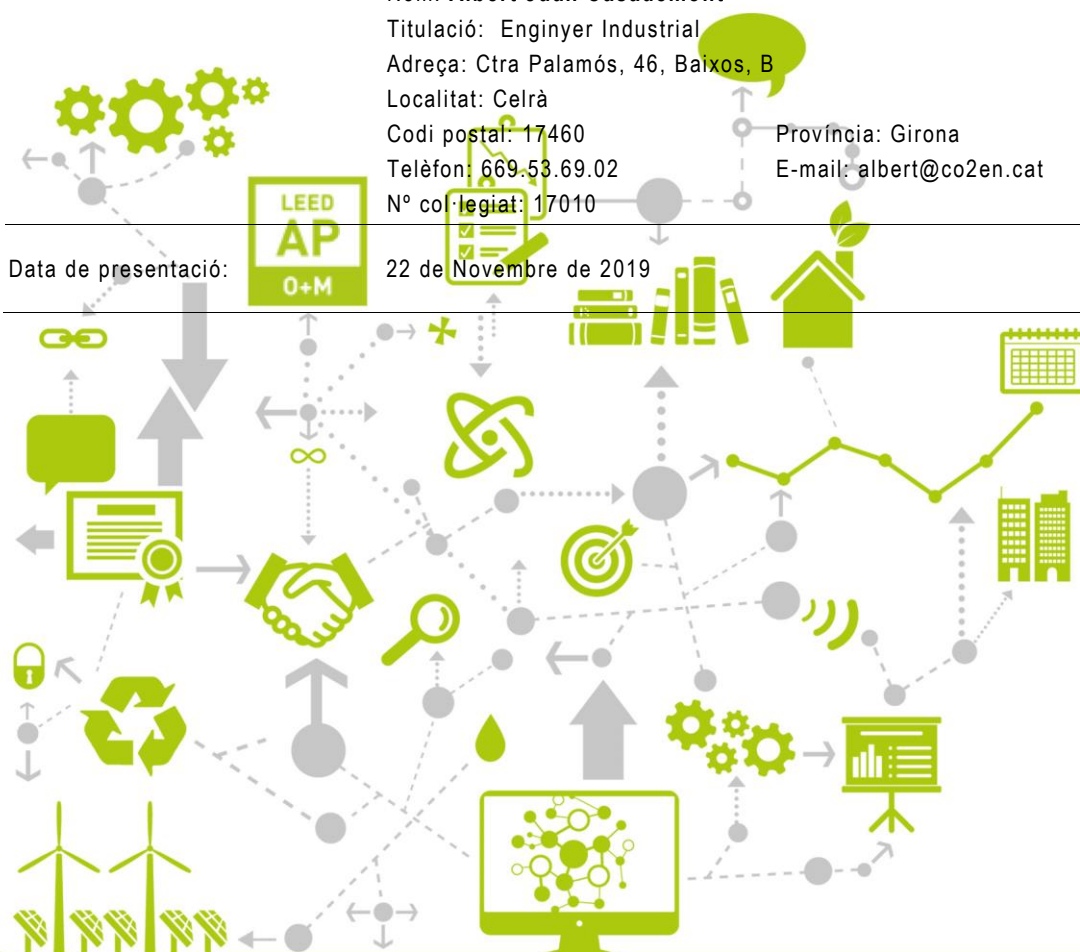 Titulació: Enginyer Industrial
Adreça: Ctra Palamós, 46, Baixos, B
Localitat: Celrà
Codi postal: 17460 Província: Girona
Telèfon: 669.53.69.02 E-mail: albert@co2en.cat
Nº col·legiat: 17010
LEED
AP
O+M
Data de presentació: 22 de Novembre de 2019